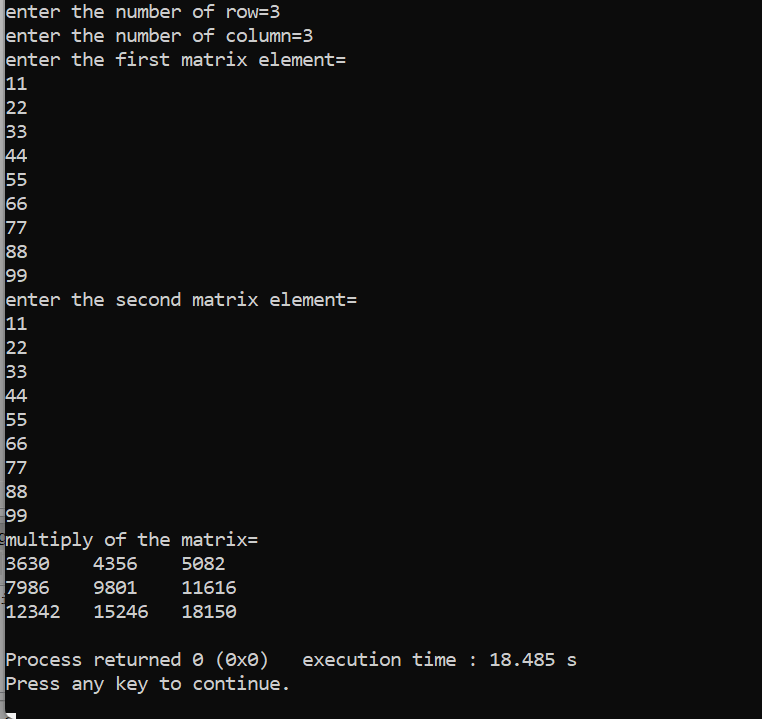 enter the number of row=3
enter the number of column=3
enter the first matrix element=
11
22
33
44
55
66
77
88
99
enter the second matrix element=
11
22
33
44
55
66
77
88
99
multiply of the matrix=
3630    4356    5082
7986    9801    11616
12342   15246   18150

Process returned 0 (0x0)   execution time : 18.485 s
Press any key to continue.